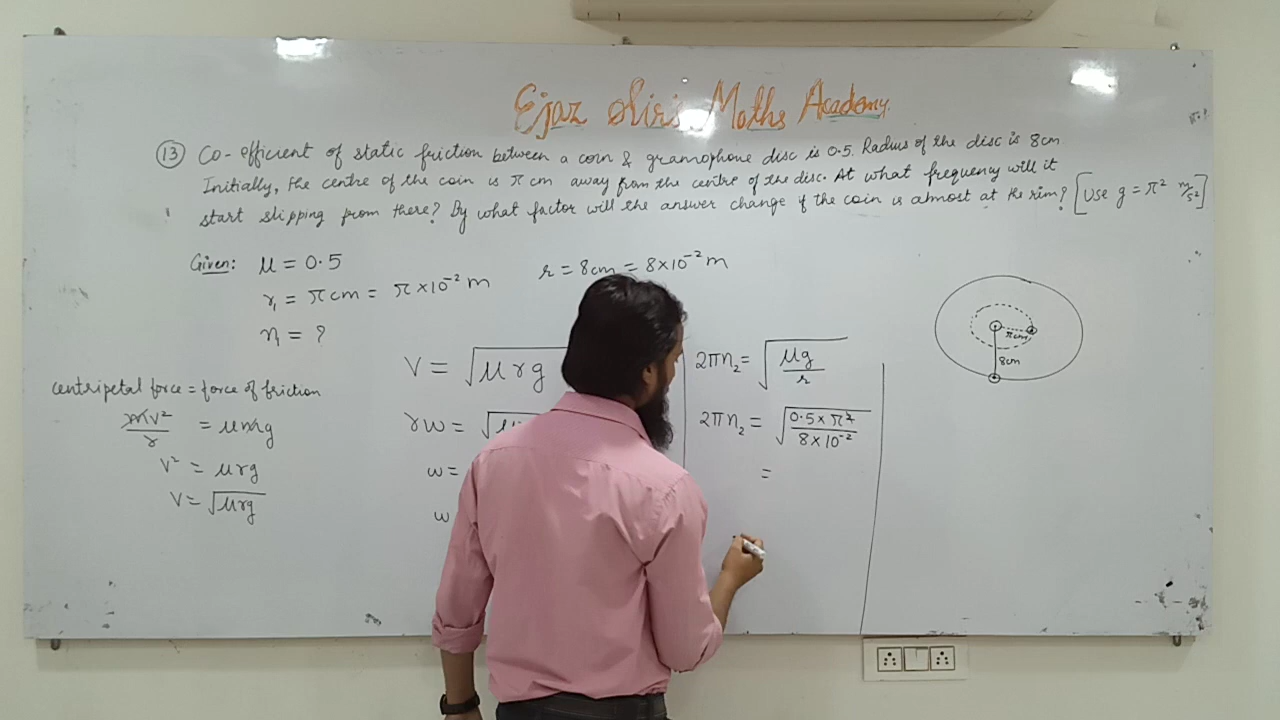 Ejaz Sir's Maths Academy.
(13) Co-efficient of static friction between a coin & gramophone disc is 0.5. Radius of the disc is 8cm.
Initially, the centre of the coin is π cm away from the centre of the disc. At what frequency will it
start slipping from there? By what factor will the answer change if the coin is almost at the rim? [Use g = π² m/s²]
Given: μ = 0.5
r₁ = πcm = π×10⁻² m
r = 8cm = 8×10⁻² m
n₁ = ?
centripetal force = force of friction
mv²/r = μmg
v² = μrg
v = √μrg
V = √μrg
rω =
ω =
ω
2πn₂ = √(μg/r)
2πn₂ = √(0.5×π²/8×10⁻²)
=
πcm
8cm